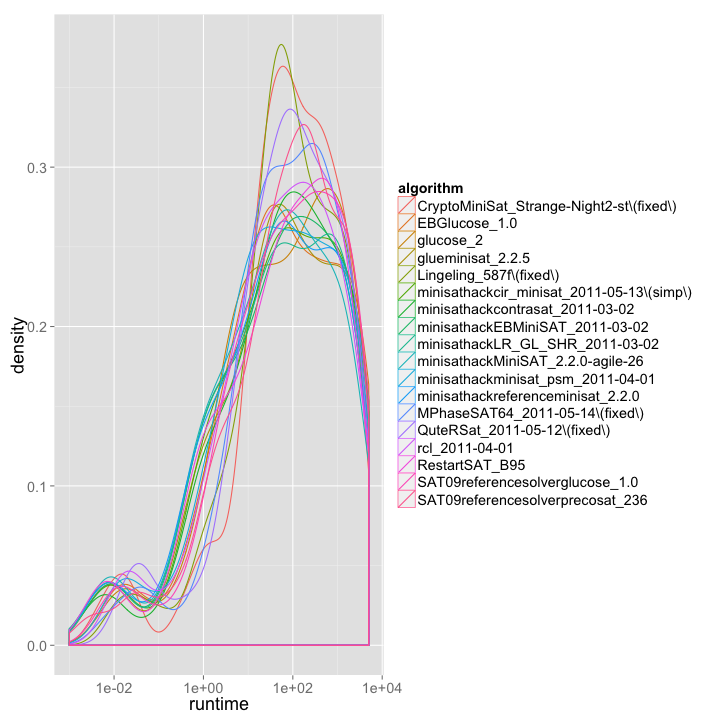 density
0.3
0.2
0.1
0.0
1e-02
1e+00
1e+02
1e+04
runtime
algorithm
CryptoMiniSat_Strange-Night2-st\(fixed\)
EBGlucose_1.0
glucose_2
glueminisat_2.2.5
Lingeling_587f\(fixed\)
minisathackcir_minisat_2011-05-13\(simp\)
minisathackcontrasat_2011-03-02
minisathackEBMiniSAT_2011-03-02
minisathackLR_GL_SHR_2011-03-02
minisathackMiniSAT_2.2.0-agile-26
minisathackminisat_psm_2011-04-01
minisathackreferenceminisat_2.2.0
MPhaseSAT64_2011-05-14\(fixed\)
QuteRSat_2011-05-12\(fixed\)
rcl_2011-04-01
RestartSAT_B95
SAT09referencesolverglucose_1.0
SAT09referencesolverprecosat_236